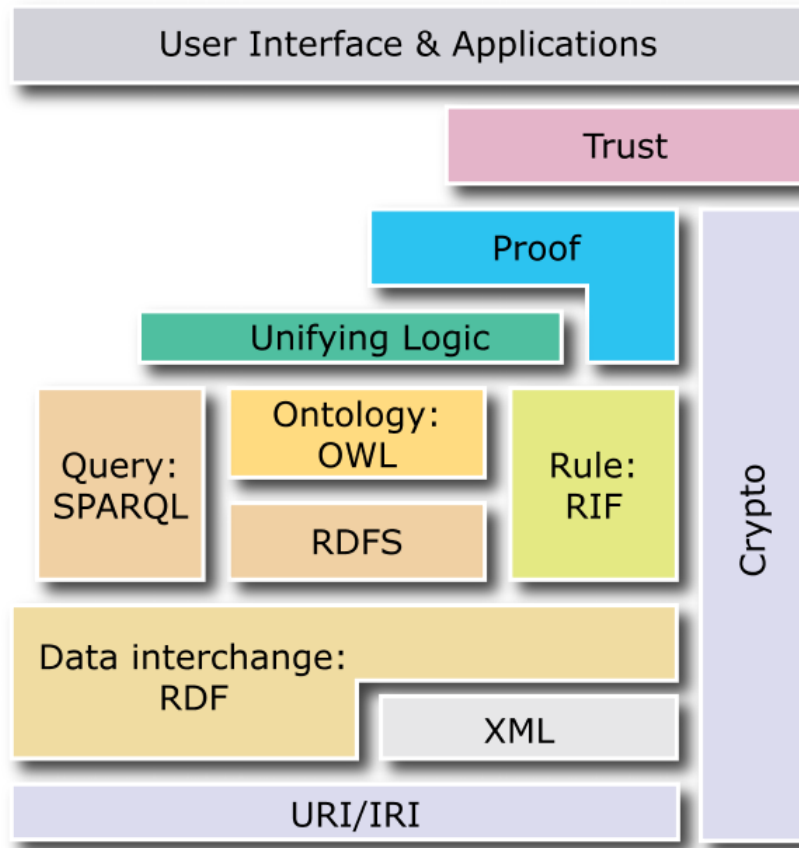 User Interface & Applications
Trust
Proof
Unifying Logic
Query:
SPARQL
Ontology:
OWL
RDFS
Rule:
RIF
Crypto
Data interchange:
RDF
XML
URI/IRI